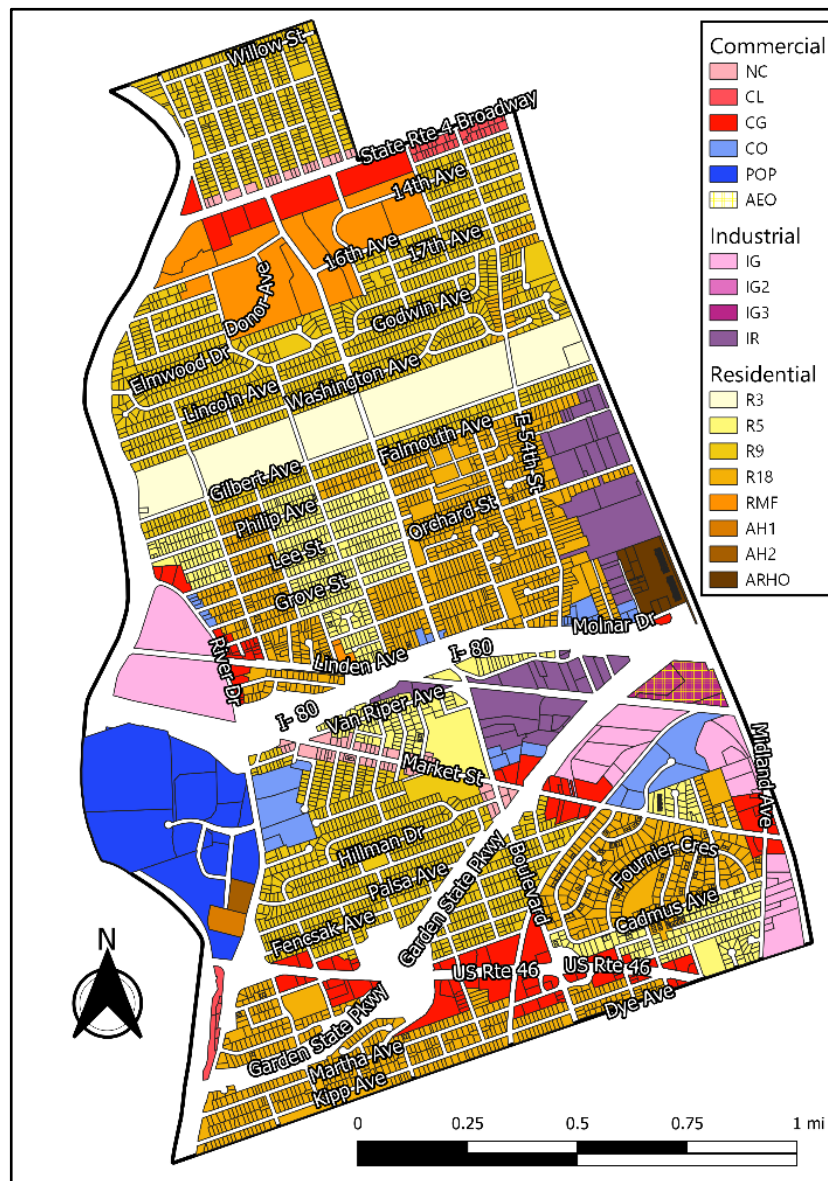 Willow St
State Rte 4 Broadway
14th Ave
16th Ave
17th Ave
Donor Ave
Godwin Ave
Elmwood Dr
Washington Ave
Lincoln Ave
Falmouth Ave
E 54th St
Gilbert Ave
Philip Ave
Orchard St
Lee St
Grove St
Molnar Dr
River Dr
Linden Ave
I- 80
I- 80
Van Riper Ave
Market St
Midland Ave
Hillman Dr
Boulevard
Fournier Cres
Palsa Ave
Garden State Pkwy
Cadmus Ave
Fencsak Ave
US Rte 46
US Rte 46
Dye Ave
Garden State Pkwy
Martha Ave
Kipp Ave
Commercial
NC
CL
CG
CO
POP
AEO
Industrial
IG
IG2
IG3
IR
Residential
R3
R5
R9
R18
RMF
AH1
AH2
ARHO
N
0 0.25 0.5 0.75 1 mi